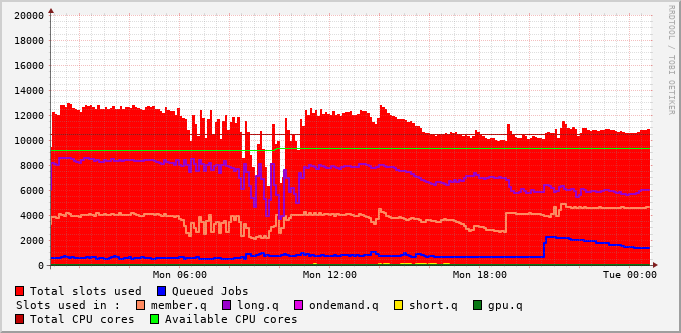 RRDTOOL / TOBI OETIKER
20000
18000
16000
14000
12000
10000
8000
6000
4000
2000
0
Mon 06:00 Mon 12:00 Mon 18:00 Tue 00:00
Total slots used Queued Jobs
Slots used in : member.q long.q ondemand.q short.q gpu.q
Total CPU cores Available CPU cores